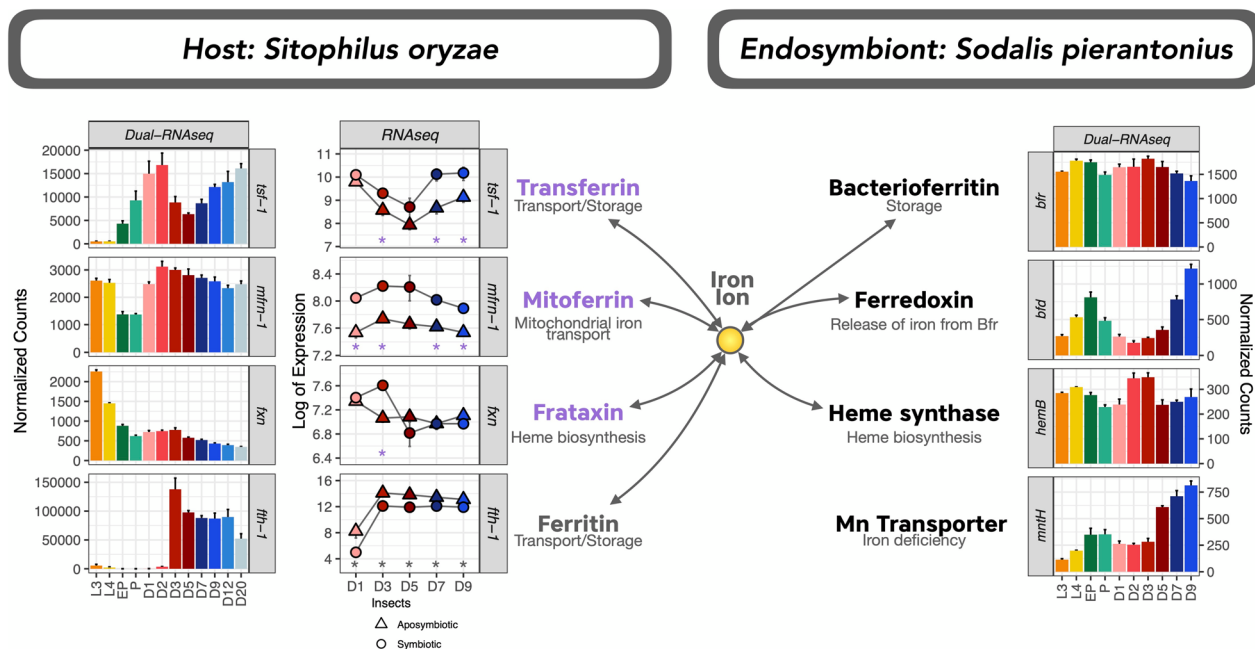 Host: Sitophilus oryzae
Endosymbiont: Sodalis pierantonius
Dual-RNAseq
Normalized Counts
20000
15000
10000
5000
0
tsf-1
3000
2000
1000
0
mfrn-1
2000
1500
1000
500
0
fxn
150000
100000
50000
0
fth-1
L3
L4
EP
P
D1
D2
D3
D5
D7
D9
D12
D20
RNAseq
Log of Expression
11
10
9
8
7
* * *
tsf-1
8.4
8.0
7.6
7.2
* * * *
mfrn-1
7.6
7.2
6.8
6.4
*
fxn
16
12
8
4
* * * * *
fth-1
D1
D3
D5
D7
D9
Insects
Aposymbiotic
Symbiotic
Transferrin
Transport/Storage
Mitoferrin
Mitochondrial iron
transport
Frataxin
Heme biosynthesis
Ferritin
Transport/Storage
Iron
Ion
Bacterioferritin
Storage
Ferredoxin
Release of iron from Bfr
Heme synthase
Heme biosynthesis
Mn Transporter
Iron deficiency
Dual-RNAseq
bfr
1500
1000
500
0
bfd
1000
500
0
hemB
300
200
100
0
mntH
750
500
250
0
L3
L4
EP
P
D1
D2
D3
D5
D7
D9
Normalized Counts